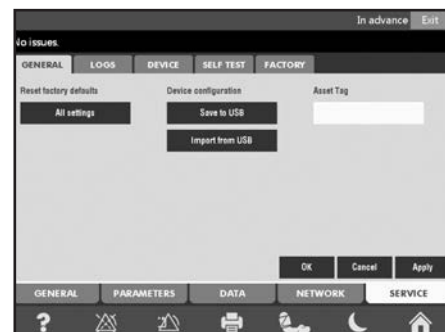 In advance Exit
No issues.
GENERAL LOGS DEVICE SELF TEST FACTORY
Reset factory defaults Device configuration Asset Tag
All settings Save to USB
Import from USB
OK Cancel Apply
GENERAL PARAMETERS DATA NETWORK SERVICE
?